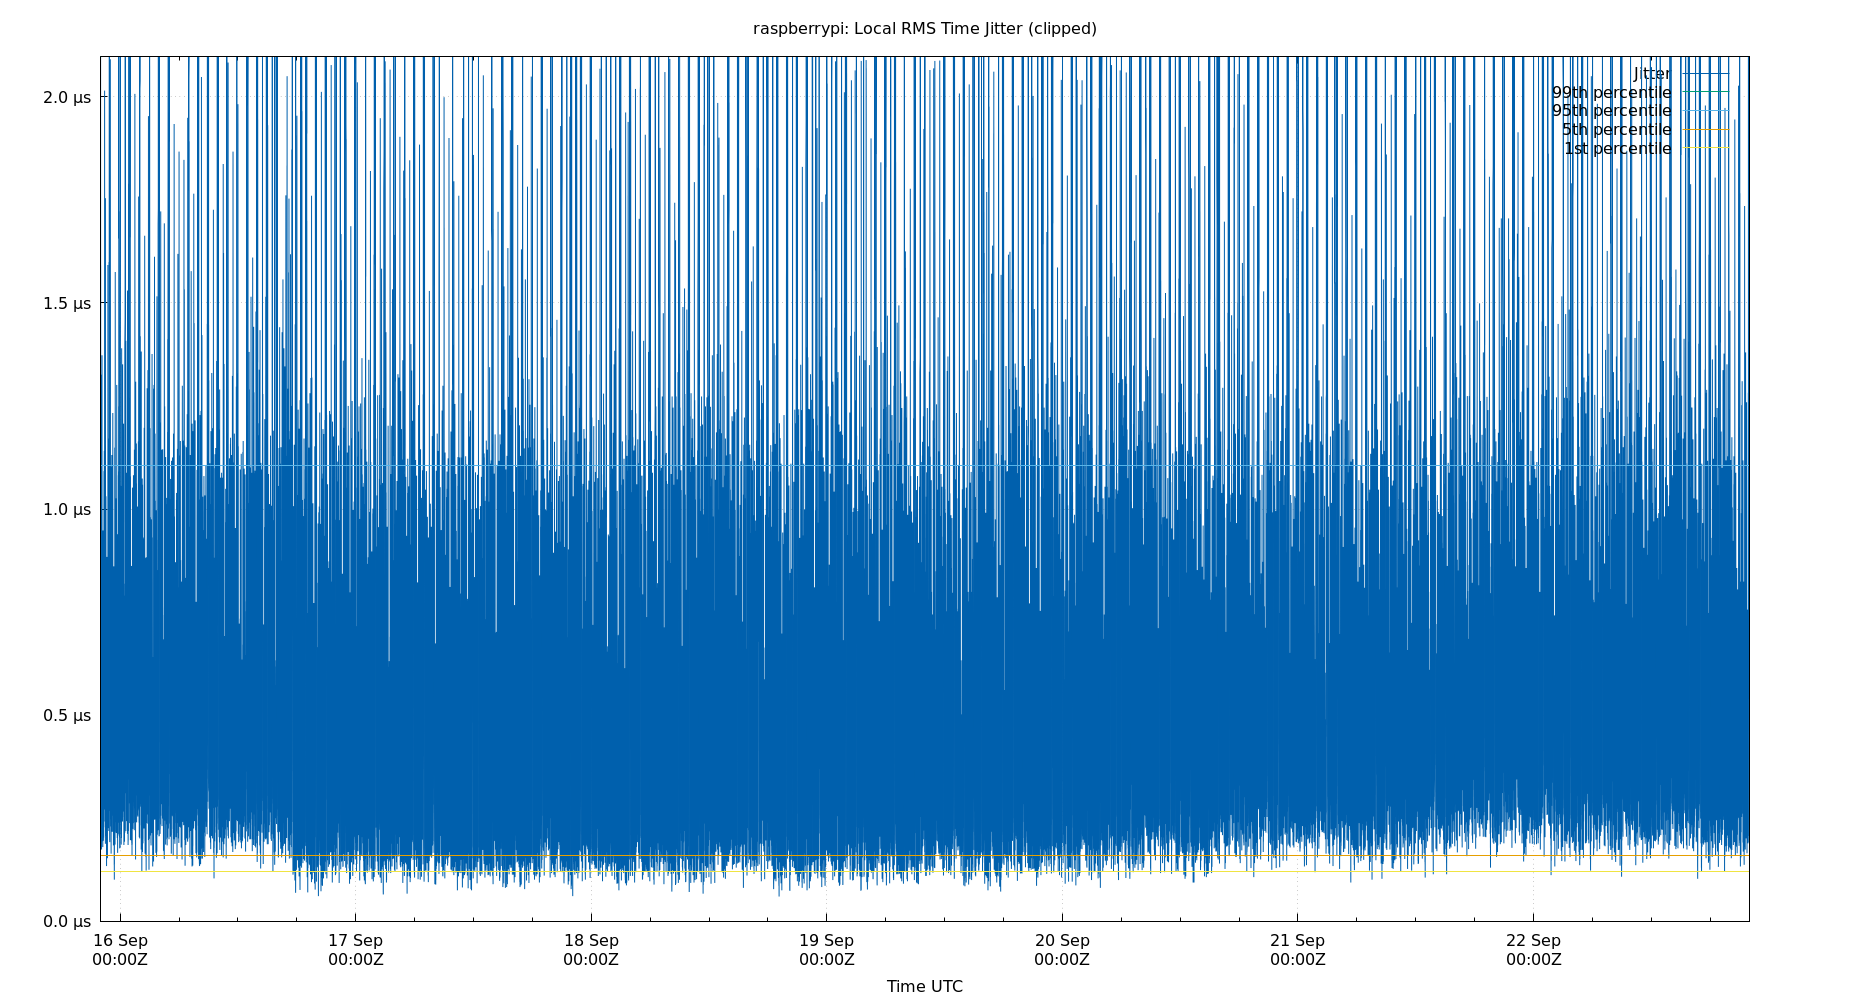 raspberrypi: Local RMS Time Jitter (clipped)
Jitter
99th percentile
95th percentile
5th percentile
1st percentile
2.0 µs
1.5 µs
1.0 µs
0.5 µs
0.0 µs
16 Sep 17 Sep 18 Sep 19 Sep 20 Sep 21 Sep 22 Sep
00:00Z 00:00Z 00:00Z 00:00Z 00:00Z 00:00Z 00:00Z
Time UTC